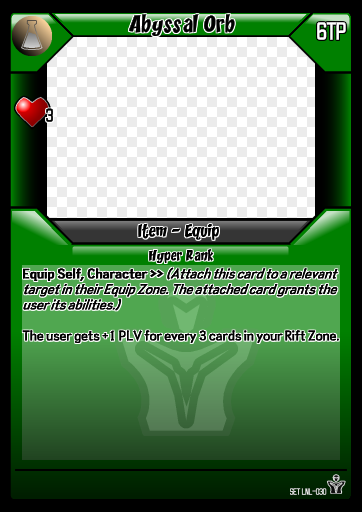 Abyssal Orb
6TP
3
Item - Equip
Hyper Rank
Equip Self, Character >> (Attach this card to a relevant
target in their Equip Zone. The attached card grants the
user its abilities.)
The user gets +1 PLV for every 3 cards in your Rift Zone.
SET LNL-030